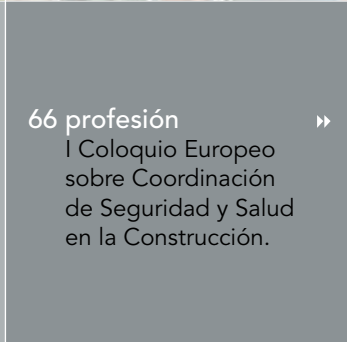 66 profesión
I Coloquio Europeo
sobre Coordinación
de Seguridad y Salud
en la Construcción.